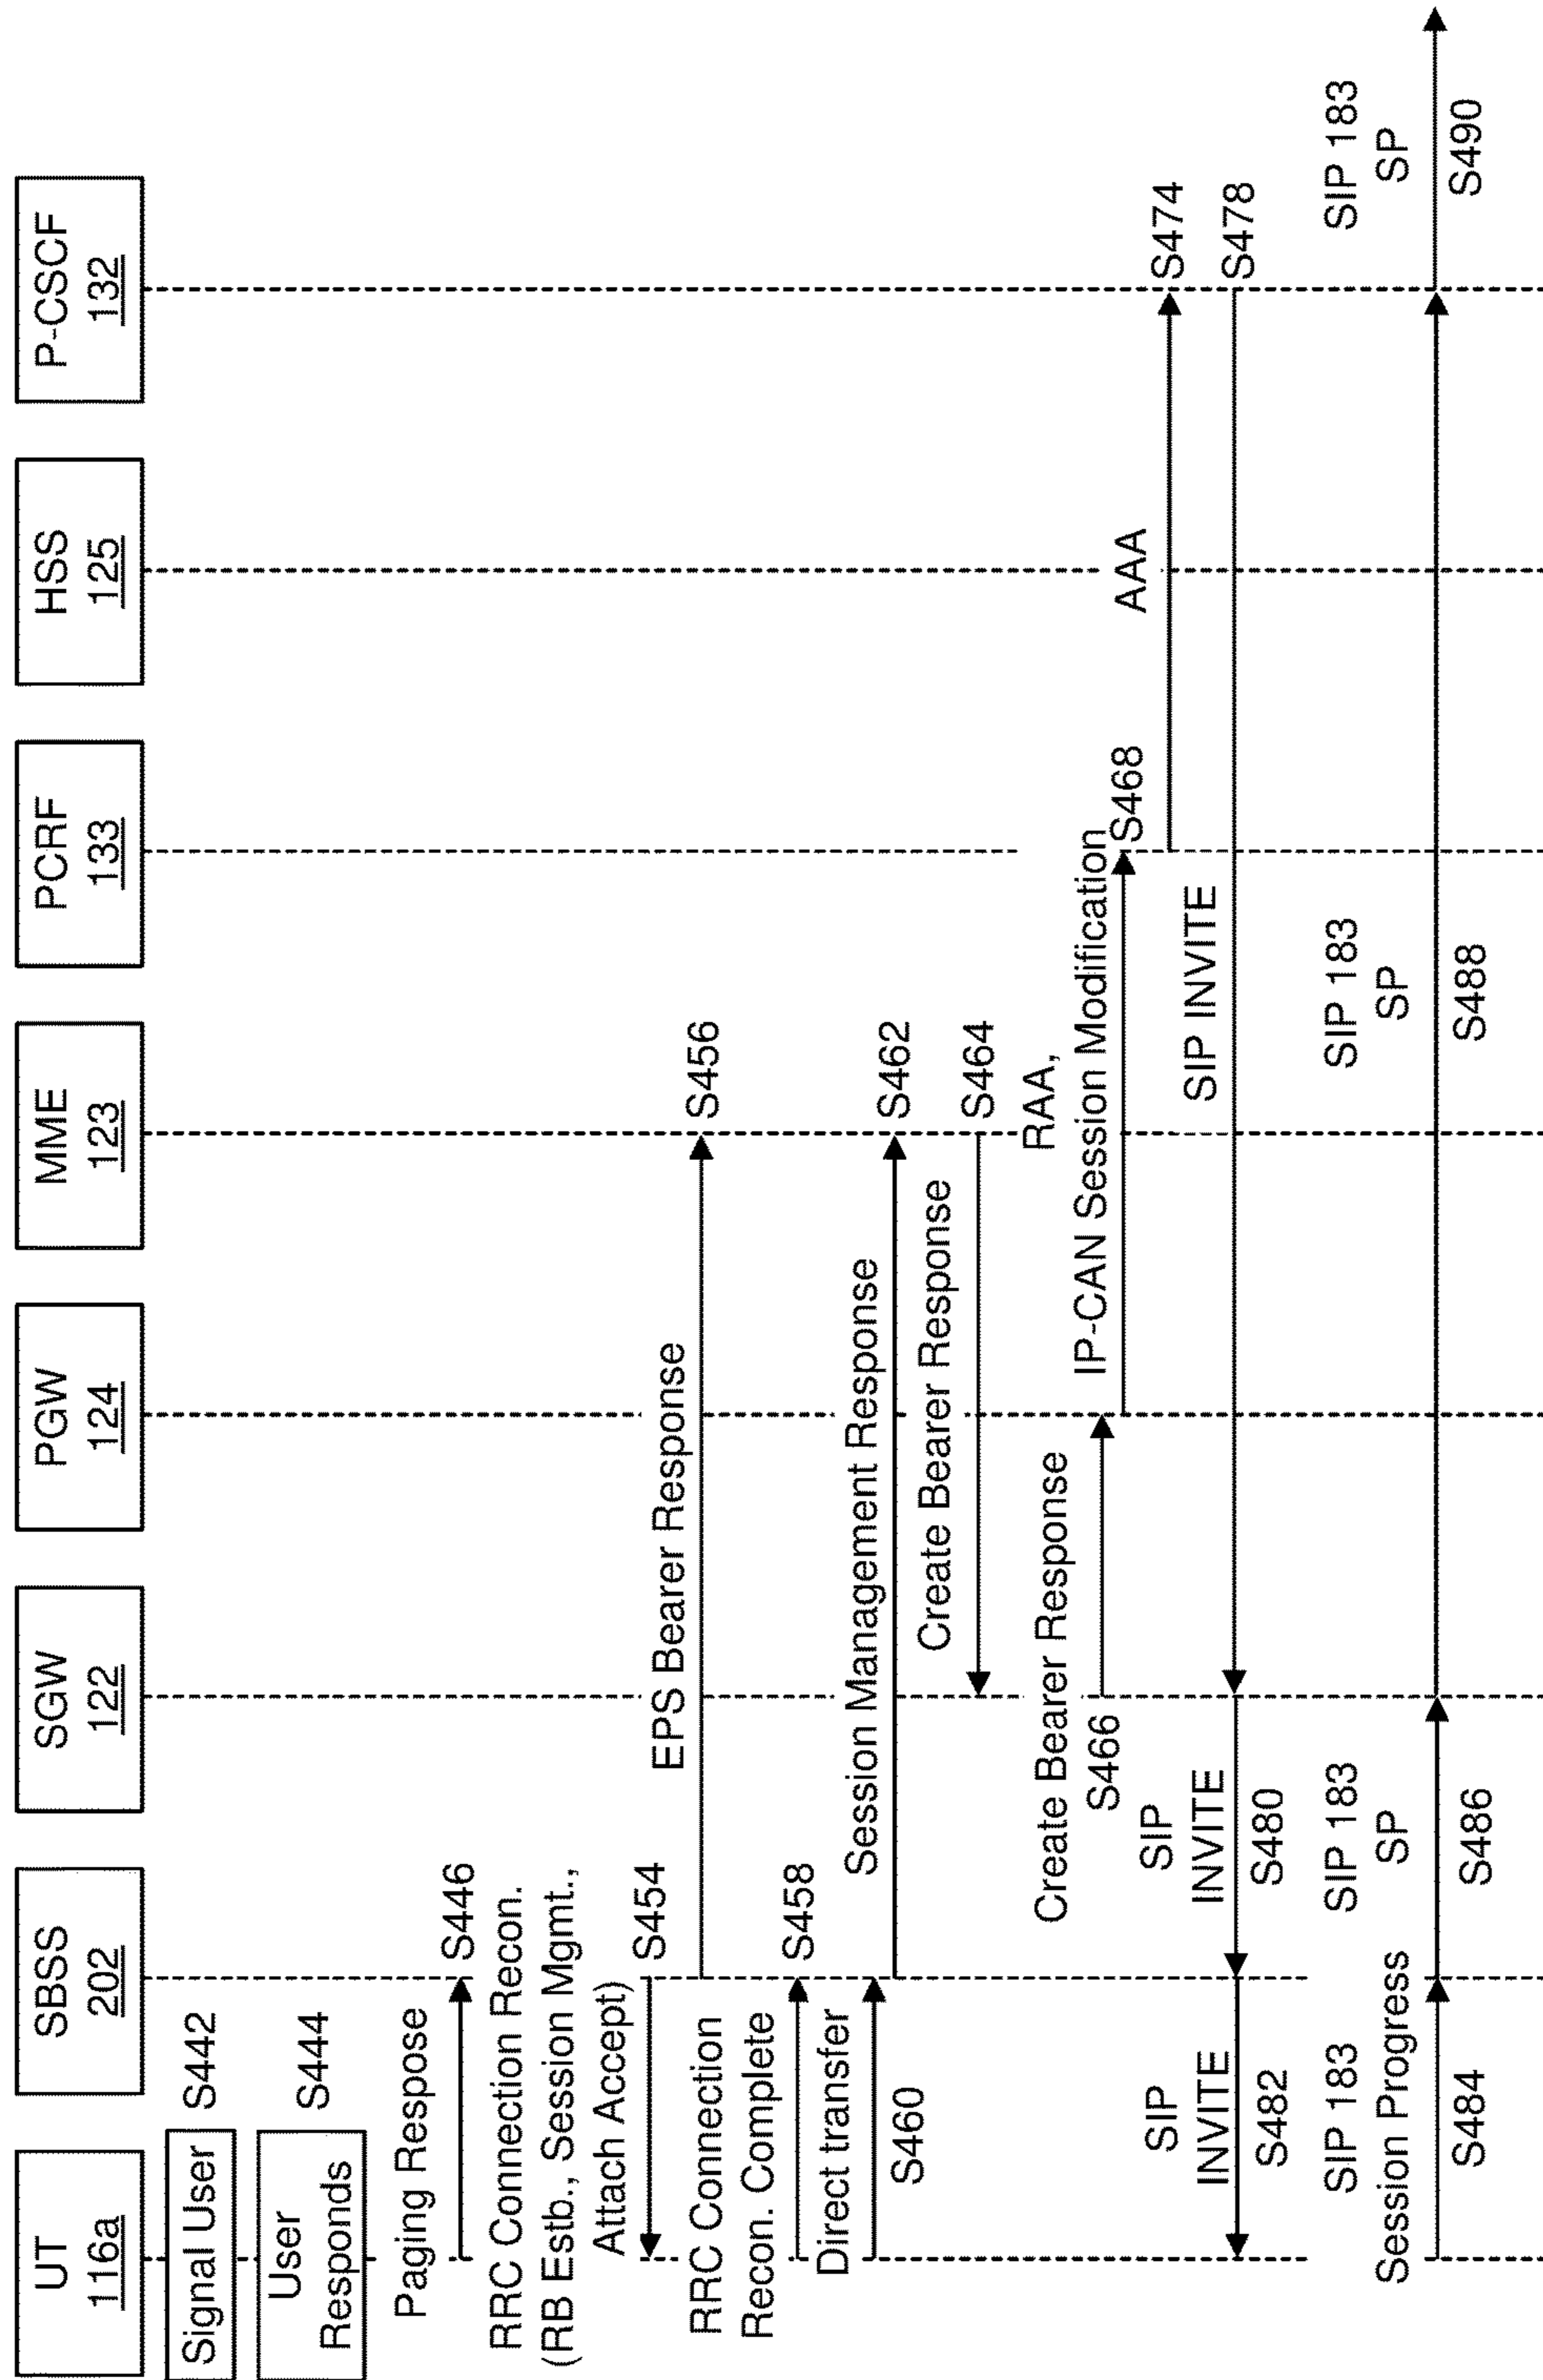 UT
116a
SBSS
202
SGW
122
PGW
124
MME
123
PCRF
133
HSS
125
P-CSCF
132
Signal User
S442
User
Responds
S444
Paging Respose
S446
RRC Connection Recon.
(RB Estb., Session Mgmt.,
Attach Accept)
S454
EPS Bearer Response
S456
RRC Connection
Recon. Complete
S458
Direct transfer
S460
Session Management Response
S462
Create Bearer Response
S464
Create Bearer Response
S466
RAA,
IP-CAN Session Modification
S468
AAA
S474
SIP INVITE
S478
SIP
INVITE
S480
SIP
INVITE
S482
SIP 183
Session Progress
S484
SIP 183
SP
S486
SIP 183
SP
S488
SIP 183
SP
S490